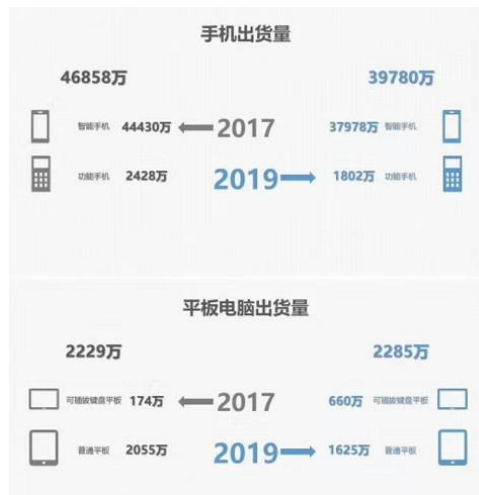 手机出货量
46858万 39780万
智能手机 44430万 2017 37978万 智能手机
功能手机 2428万 2019 1802万 功能手机
平板电脑出货量
2229万 2285万
可插拔键盘平板 174万 2017 660万 可插拔键盘平板
普通平板 2055万 2019 1625万 普通平板